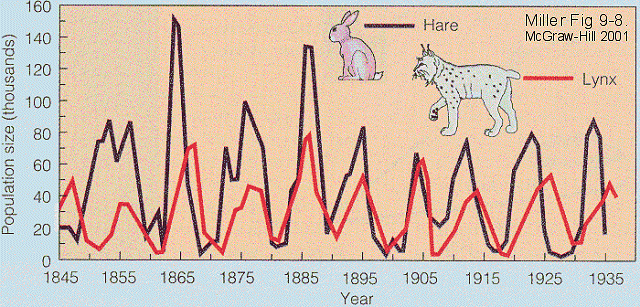 160
140
120
100
80
60
40
20
0
Population size (thousands)
Hare
Miller Fig 9-8.
McGraw-Hill 2001
Lynx
1845 1855 1865 1875 1885 1895 1905 1915 1925 1935
Year